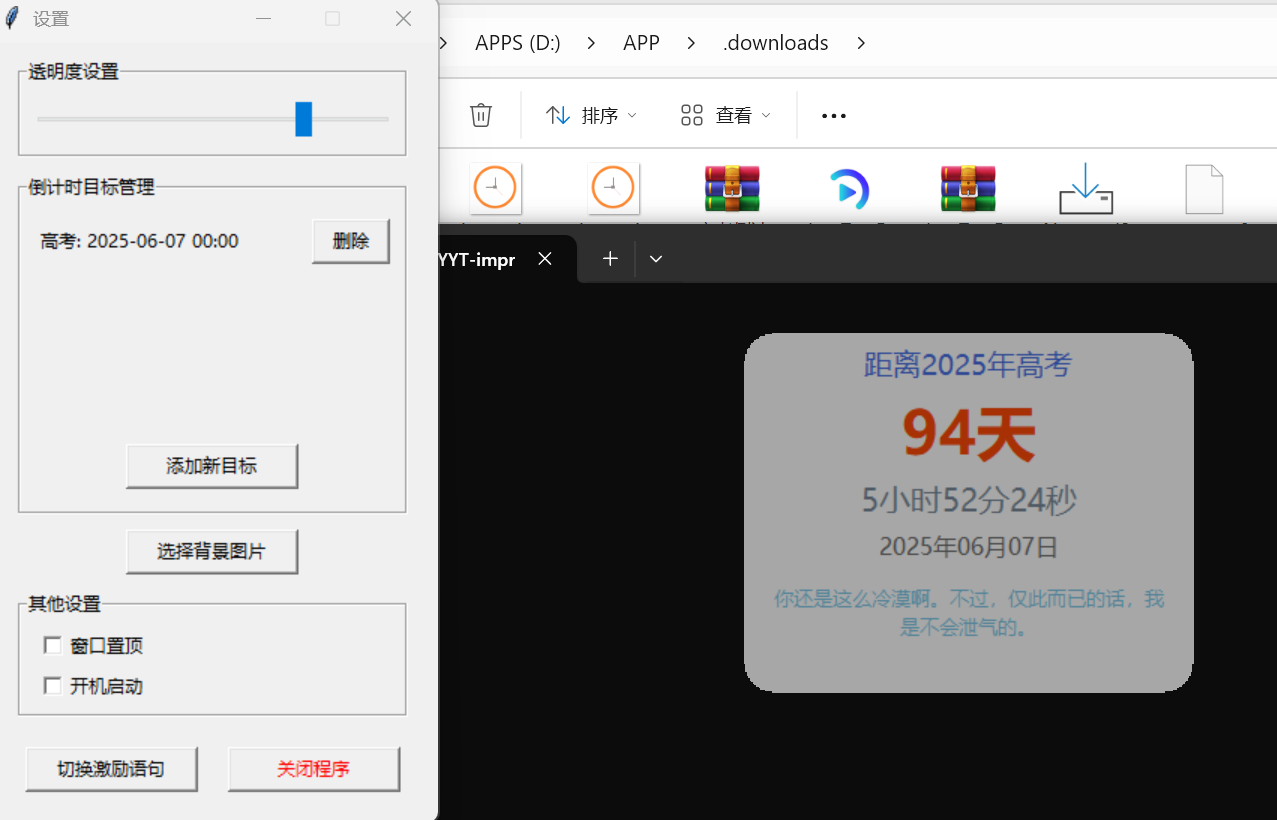 设置
透明度设置
倒计时目标管理
高考: 2025-06-07 00:00
删除
添加新目标
选择背景图片
其他设置
窗口置顶
开机启动
切换激励语句
关闭程序
APPS (D:)
APP
.downloads
排序
查看
YYT-impr
距离2025年高考
94天
5小时52分24秒
2025年06月07日
你还是这么冷漠啊。不过，仅此而已的话，我
是不会泄气的。